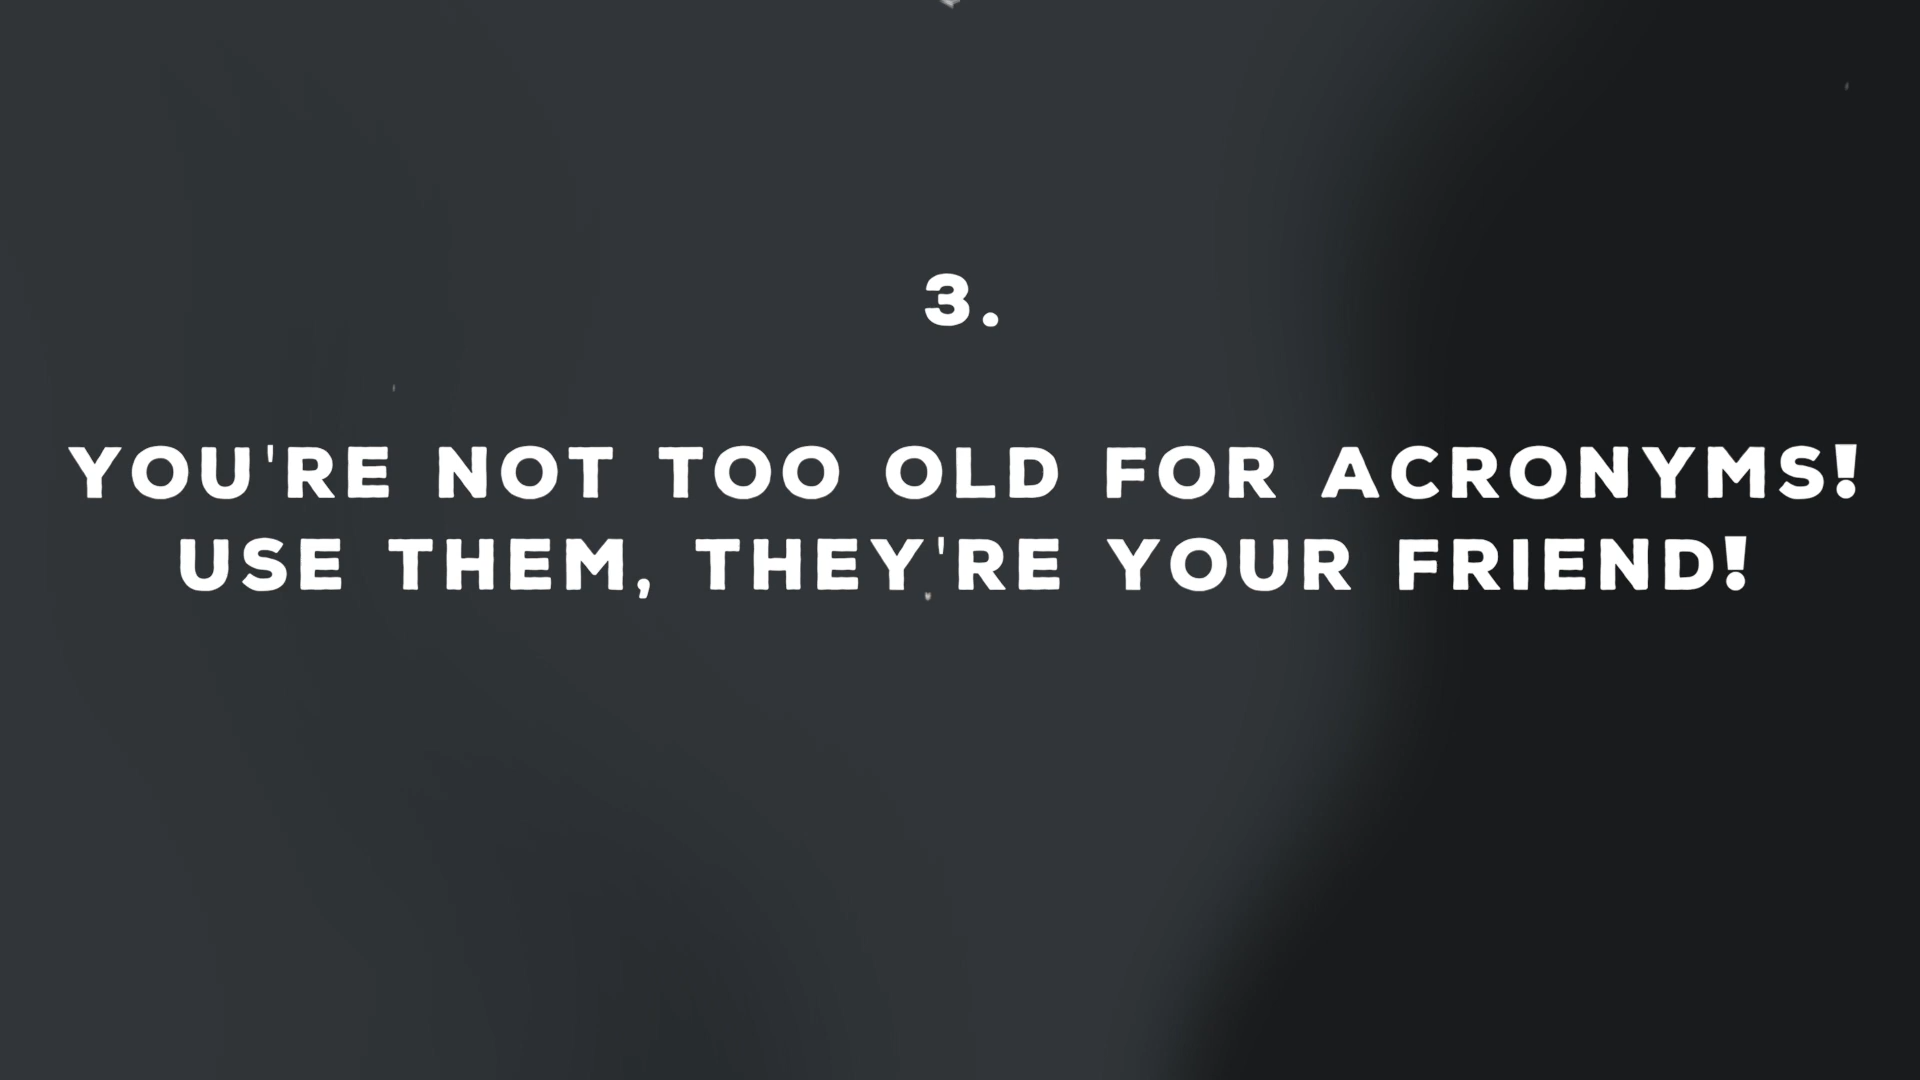 3.
YOU'RE NOT TOO OLD FOR ACRONYMS!
USE THEM, THEY'RE YOUR FRIEND!